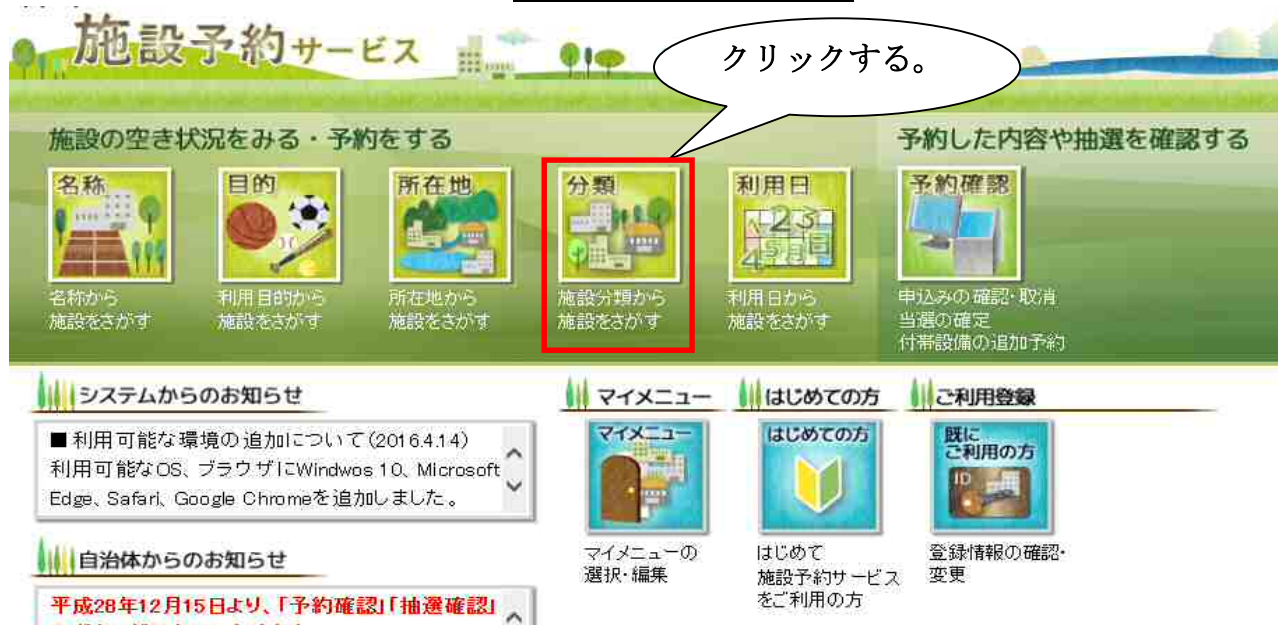 施設予約サービス
クリックする。
施設の空き状況をみる・予約をする
名称
名称から
施設をさがす
目的
利用目的から
施設をさがす
所在地
所在地から
施設をさがす
分類
施設分類から
施設をさがす
利用日
利用日から
施設をさがす
予約した内容や抽選を確認する
予約確認
申込みの確認・取消
当選の確定
付帯設備の追加予約
システムからのお知らせ
■利用可能な環境の追加について(2016.4.14)
利用可能なOS、ブラウザにWindwos 10、Microsoft
Edge、Safari、Google Chromeを追加しました。
自治体からのお知らせ
平成28年12月15日より、「予約確認」「抽選確認」
マイメニュー
マイメニュー
マイメニューの
選択・編集
はじめての方
はじめての方
はじめて
施設予約サービス
をご利用の方
ご利用登録
既に
ご利用の方
ID
登録情報の確認・
変更